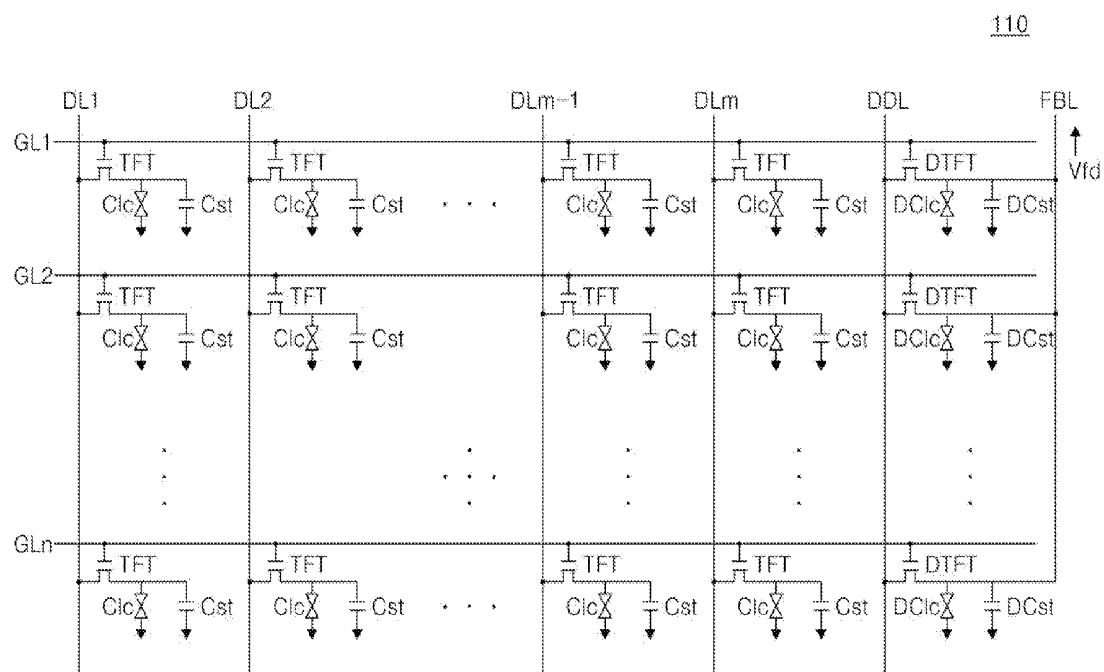 110
DL1 DL2 DLm-1 DLm DDL FBL
GL1
TFT TFT TFT TFT DTFT Vfd
Clc Cst Clc Cst . . . Clc Cst Clc Cst DClc DCst
GL2
TFT TFT TFT TFT DTFT
Clc Cst Clc Cst Clc Cst Clc Cst DClc DCst
GLn
TFT TFT TFT TFT DTFT
Clc Cst Clc Cst . . . Clc Cst Clc Cst DClc DCst